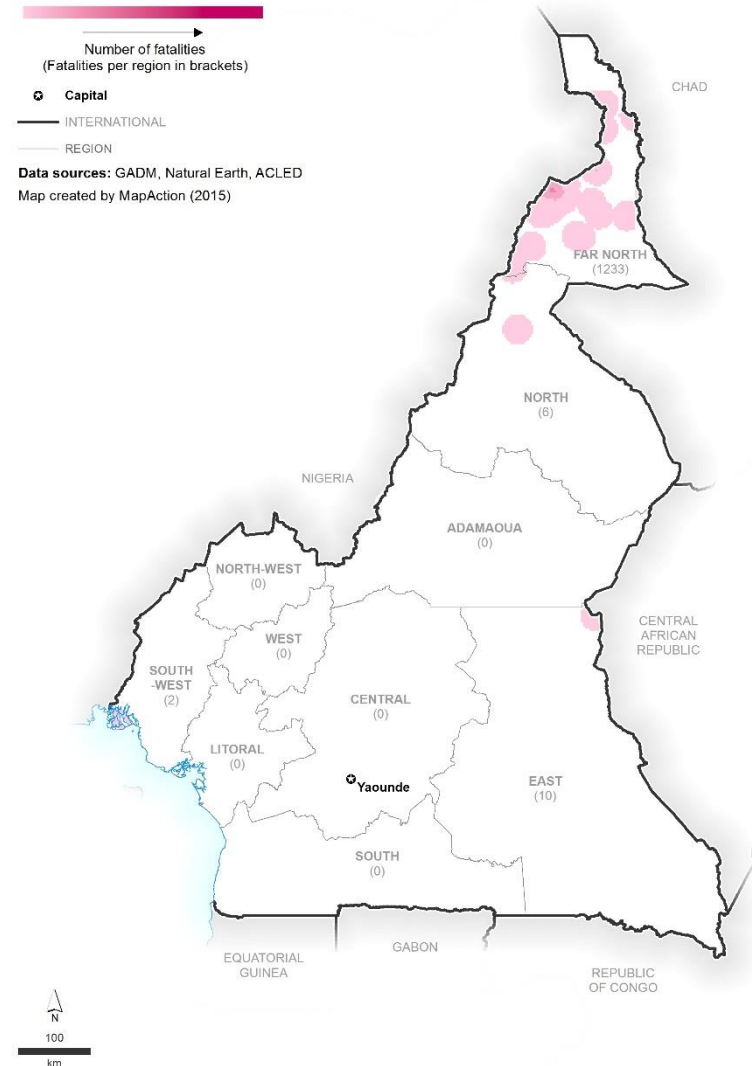 Number of fatalities
(Fatalities per region in brackets)
Capital
INTERNATIONAL
REGION
Data sources: GADM, Natural Earth, ACLED
Map created by MapAction (2015)
CHAD
FAR NORTH
(1233)
NORTH
(6)
NIGERIA
ADAMAOUA
(0)
NORTH-WEST
(0)
CENTRAL
AFRICAN
REPUBLIC
WEST
(0)
SOUTH
-WEST
(2)
CENTRAL
(0)
LITORAL
(0)
Yaounde
EAST
(10)
SOUTH
(0)
EQUATORIAL
GUINEA
GABON
REPUBLIC
OF CONGO
N
100
km